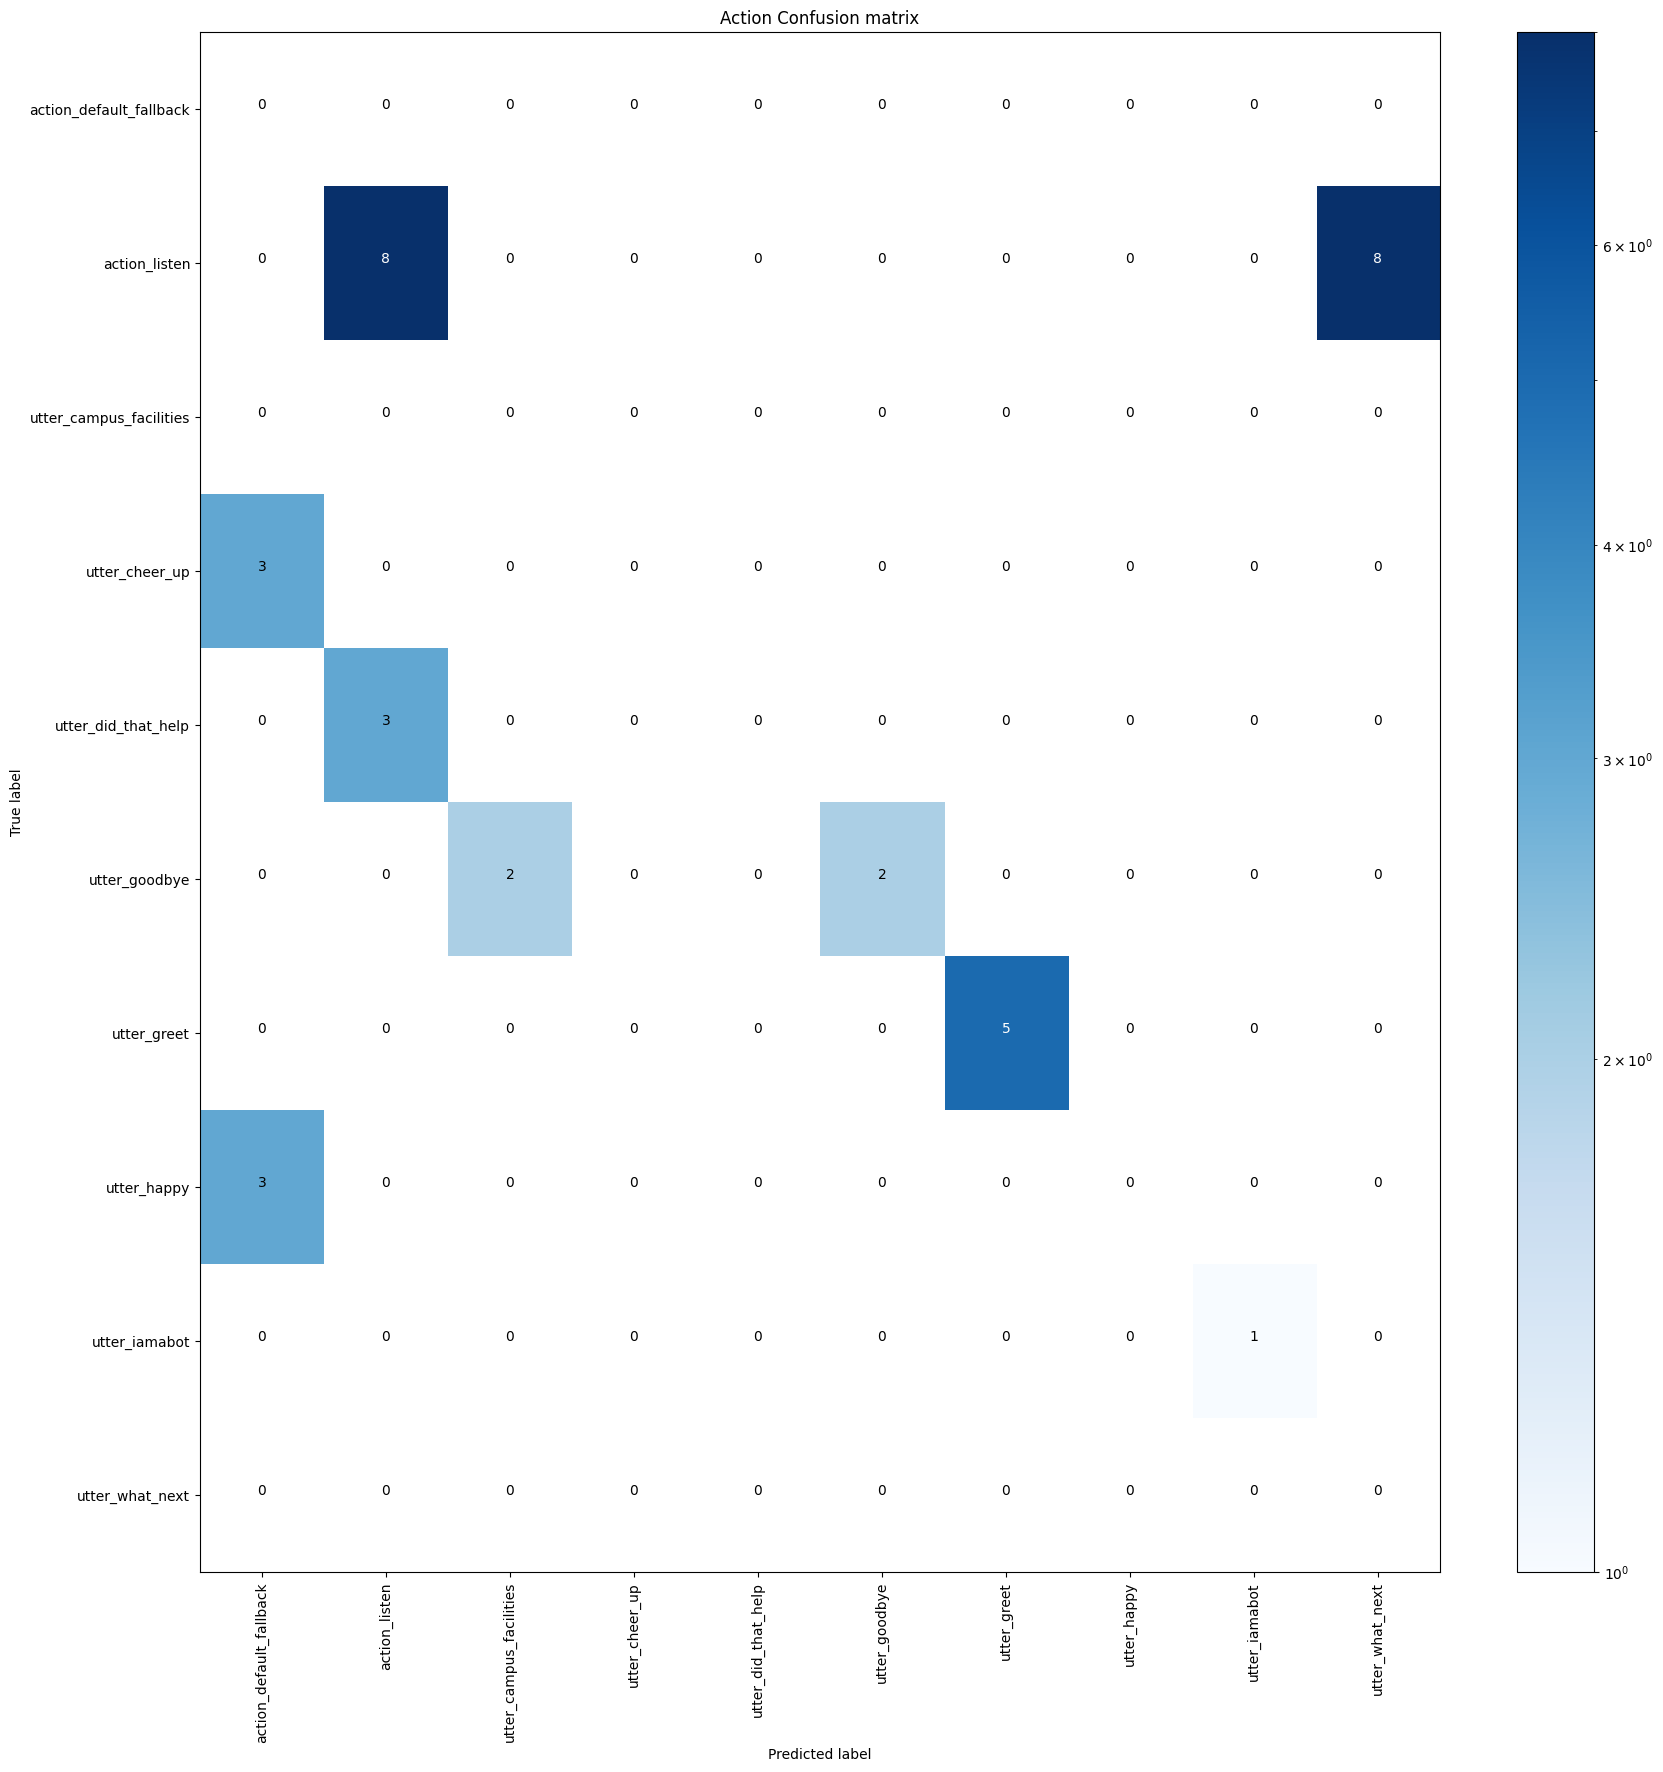 Action Confusion matrix
True label
action_default_fallback 0 0 0 0 0 0 0 0 0 0
action_listen 0 8 0 0 0 0 0 0 0 8
utter_campus_facilities 0 0 0 0 0 0 0 0 0 0
utter_cheer_up 3 0 0 0 0 0 0 0 0 0
utter_did_that_help 0 3 0 0 0 0 0 0 0 0
utter_goodbye 0 0 2 0 0 2 0 0 0 0
utter_greet 0 0 0 0 0 0 5 0 0 0
utter_happy 3 0 0 0 0 0 0 0 0 0
utter_iamabot 0 0 0 0 0 0 0 0 1 0
utter_what_next 0 0 0 0 0 0 0 0 0 0
action_default_fallback
action_listen
utter_campus_facilities
utter_cheer_up
utter_did_that_help
utter_goodbye
utter_greet
utter_happy
utter_iamabot
utter_what_next
Predicted label
6 × 10⁰
4 × 10⁰
3 × 10⁰
2 × 10⁰
10⁰